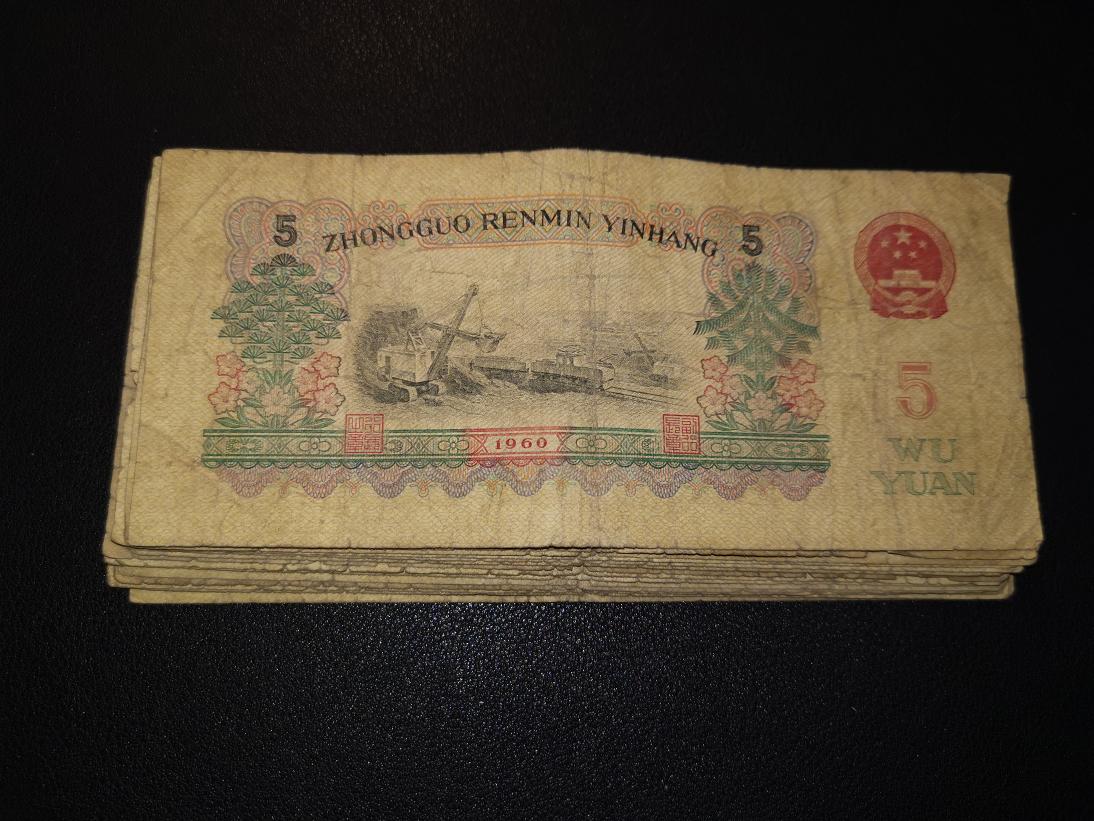 5 ZHONGGUO RENMIN YINHANG 5
5
WU
YUAN
1960